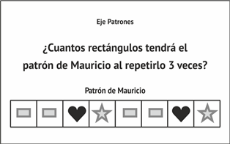 Eje Patrones
¿Cuantos rectángulos tendrá el
patrón de Mauricio al repetirlo 3 veces?
Patrón de Mauricio